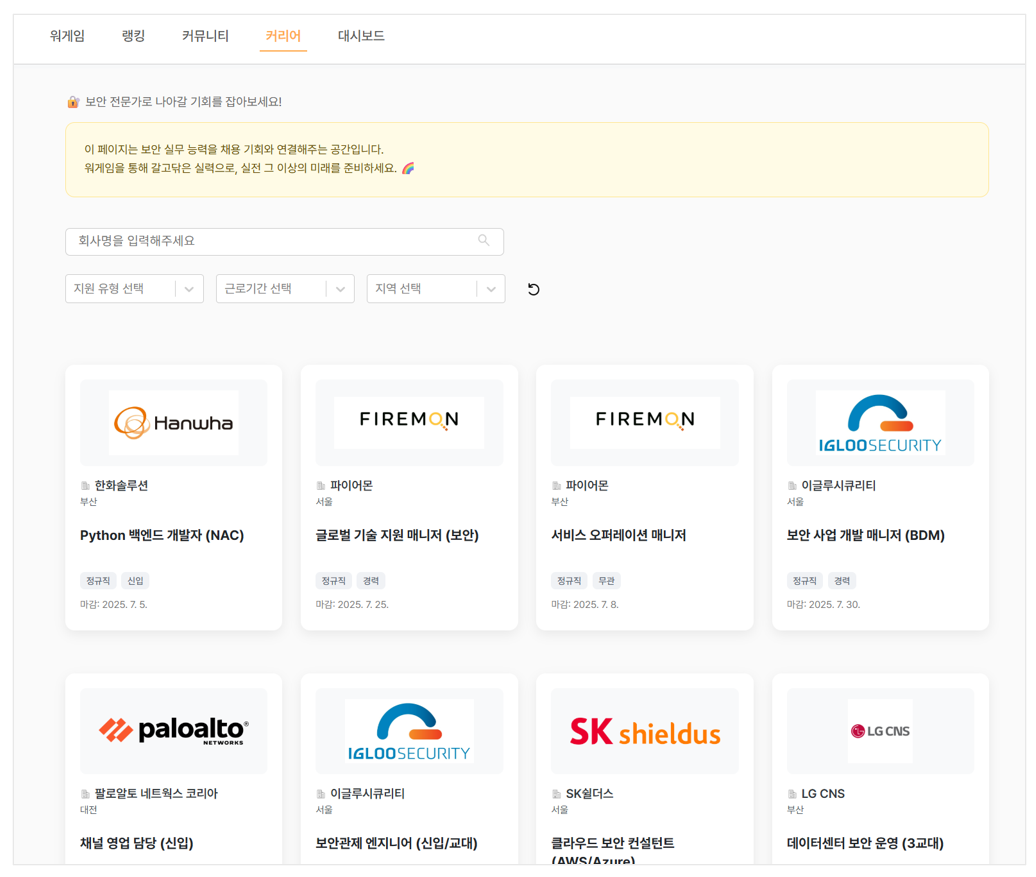 워게임 랭킹 커뮤니티 커리어 대시보드
🔐 보안 전문가로 나아갈 기회를 잡아보세요!
이 페이지는 보안 실무 능력을 채용 기회와 연결해주는 공간입니다.
워게임을 통해 갈고닦은 실력으로, 실전 그 이상의 미래를 준비하세요. 🌈
회사명을 입력해주세요
지원 유형 선택 근로기간 선택 지역 선택
Hanwha
한화솔루션
부산
Python 백엔드 개발자 (NAC)
정규직 신입
마감: 2025. 7. 5.
FIREMON
파이어몬
서울
글로벌 기술 지원 매니저 (보안)
정규직 경력
마감: 2025. 7. 25.
FIREMON
파이어몬
부산
서비스 오퍼레이션 매니저
정규직 무관
마감: 2025. 7. 8.
IGLOOSECURITY
이글루시큐리티
서울
보안 사업 개발 매니저 (BDM)
정규직 경력
마감: 2025. 7. 30.
paloalto®
NETWORKS
팔로알토 네트웍스 코리아
대전
채널 영업 담당 (신입)
IGLOOSECURITY
이글루시큐리티
서울
보안관제 엔지니어 (신입/교대)
SK shieldus
SK쉴더스
서울
클라우드 보안 컨설턴트
(AWS/Azure)
LG CNS
LG CNS
부산
데이터센터 보안 운영 (3교대)